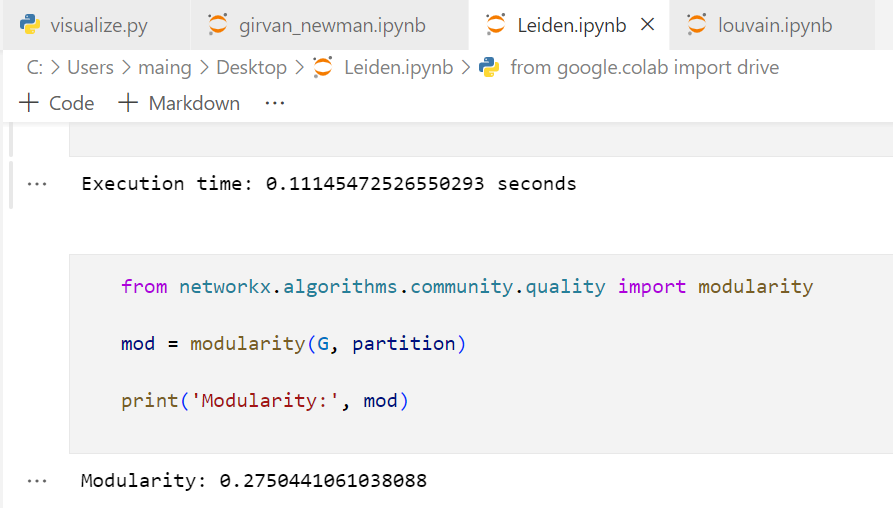 visualize.py girvan_newman.ipynb Leiden.ipynb louvain.ipynb
C: > Users > maing > Desktop > Leiden.ipynb > from google.colab import drive
+ Code + Markdown ...
... Execution time: 0.11145472526550293 seconds
from networkx.algorithms.community.quality import modularity
mod = modularity(G, partition)
print('Modularity:', mod)
... Modularity: 0.2750441061038088